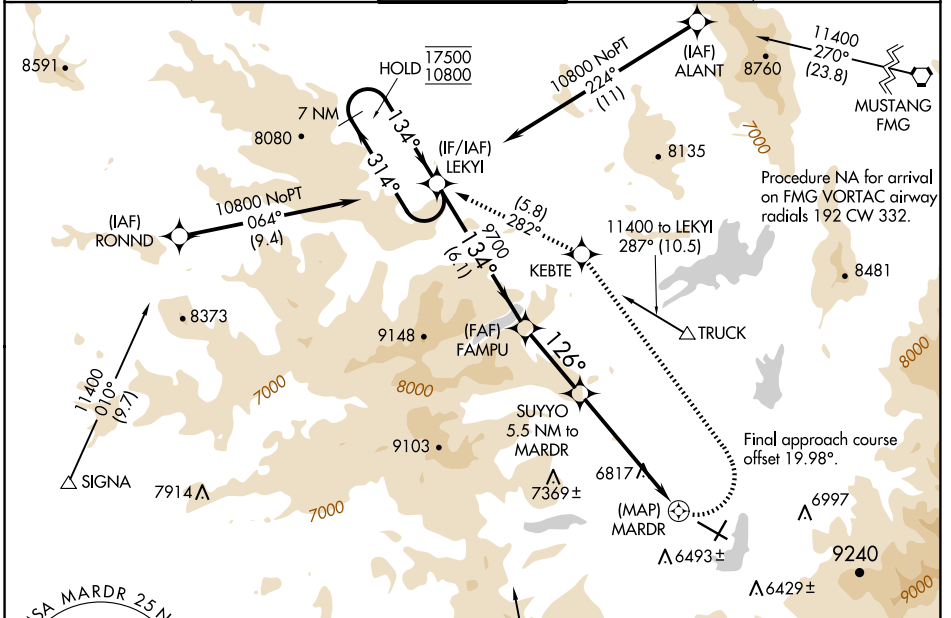 8591
HOLD
17500
10800
7 NM
134°
314°
8080
(IF/IAF)
LEKYI
10800 NoPT
224°
(11)
(IAF)
ALANT
8760
11400
270°
(23.8)
MUSTANG
FMG
7000
8135
Procedure NA for arrival
on FMG VORTAC airway
radials 192 CW 332.
(IAF)
RONND
10800 NoPT
064°
(9.4)
(5.8)
282°
9700
134°
(6.1)
KEBTE
11400 to LEKYI
287° (10.5)
8481
TRUCK
8373
9148
(FAF)
FAMPU
126°
8000
11400
010°
(9.7)
7000
8000
SUYYO
5.5 NM to
MARDR
9103
Final approach course
offset 19.98°.
SIGNA
7914
7000
7369±
6817
(MAP)
MARDR
6997
6493±
9240
6429±
9000
SA MARDR 25 N